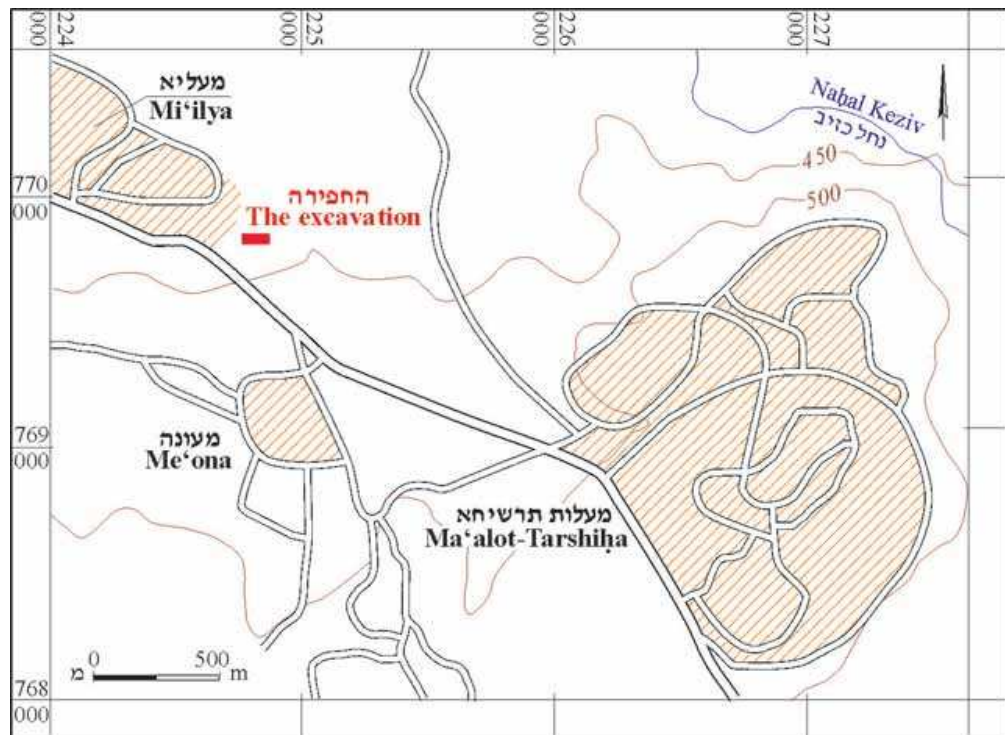 224
000
225
000
226
000
227
000
מעליא
Mi‘ilya
Naḥal Keziv
נחל כזיב
450
500
770
000
החפירה
The excavation
769
000
מעונה
Me‘ona
מעלות תרשיחא
Ma‘alot-Tarshiḥa
0 500
מ m
768
000